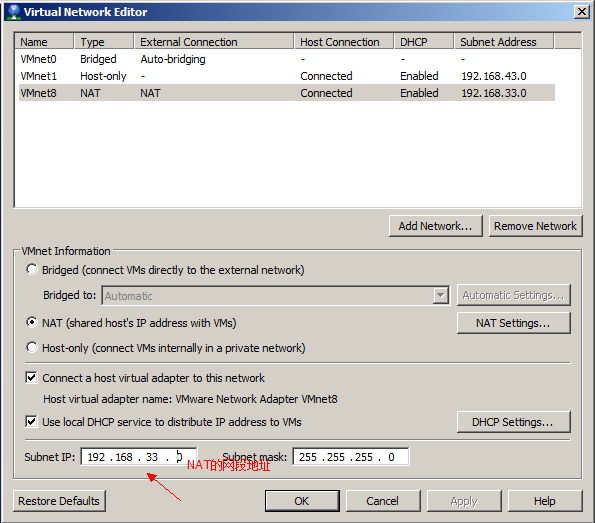 Virtual Network Editor
Name Type External Connection Host Connection DHCP Subnet Address
VMnet0 Bridged Auto-bridging - - -
VMnet1 Host-only - Connected Enabled 192.168.43.0
VMnet8 NAT NAT Connected Enabled 192.168.33.0
Add Network... Remove Network
VMnet Information
Bridged (connect VMs directly to the external network)
Bridged to: Automatic Automatic Settings...
NAT (shared host's IP address with VMs) NAT Settings...
Host-only (connect VMs internally in a private network)
Connect a host virtual adapter to this network
Host virtual adapter name: VMware Network Adapter VMnet8
Use local DHCP service to distribute IP address to VMs DHCP Settings...
Subnet IP: 192 . 168 . 33 . 0 Subnet mask: 255 . 255 . 255 . 0
NAT的网段地址
Restore Defaults OK Cancel Apply Help